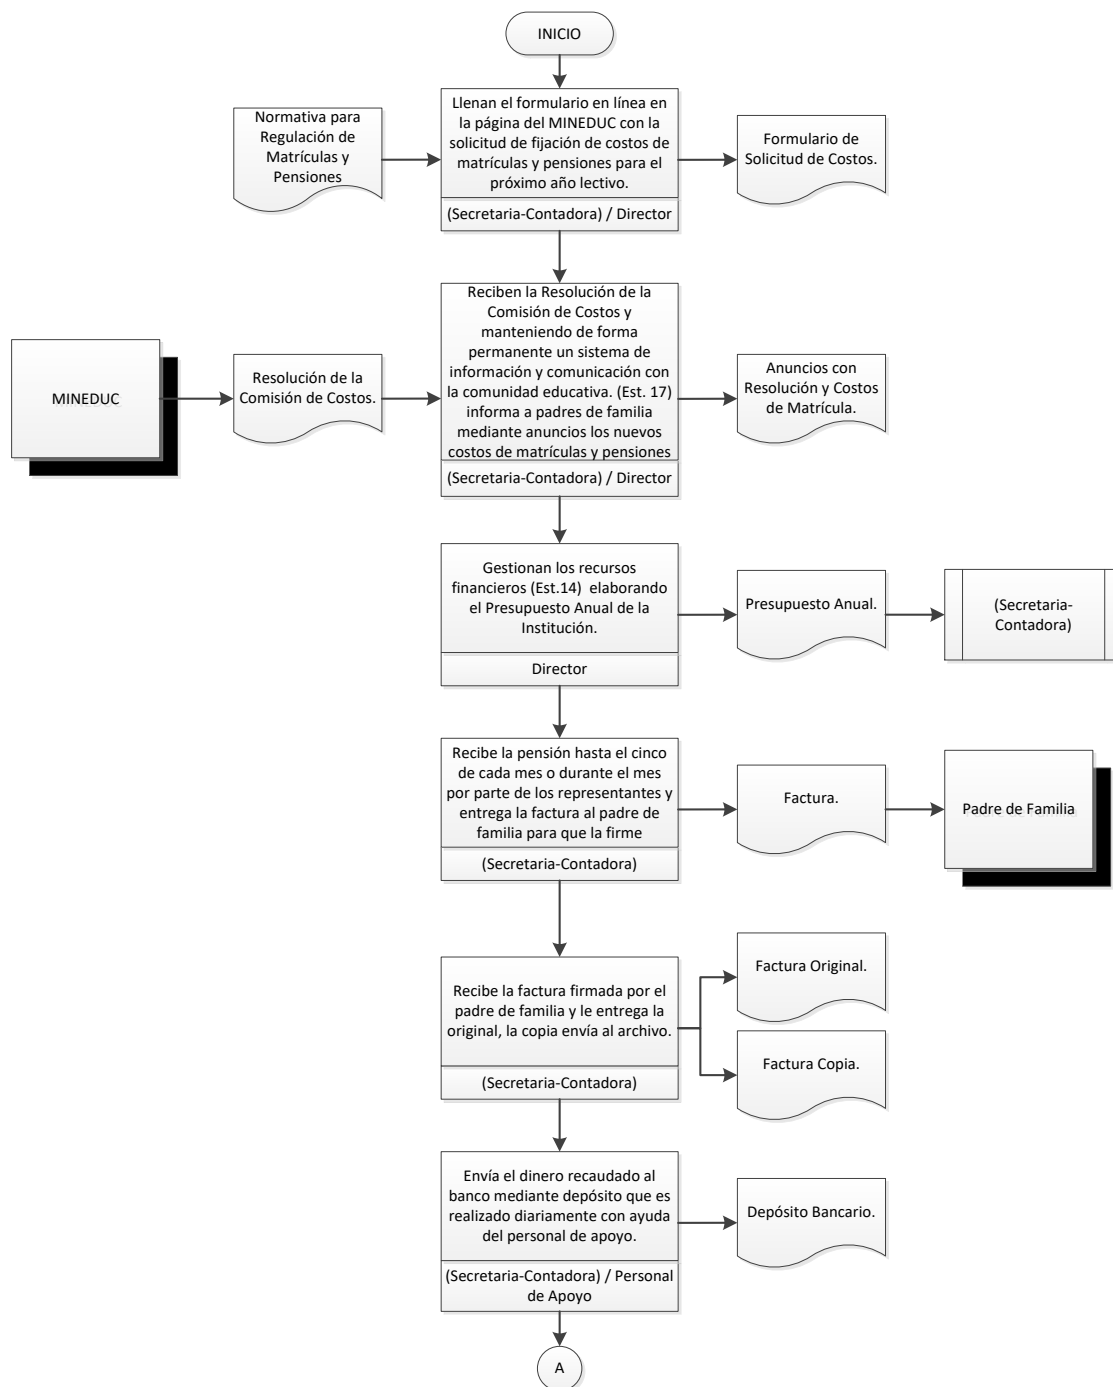 INICIO
Normativa para
Regulación de
Matrículas y
Pensiones
Llenan el formulario en línea en
la página del MINEDUC con la
solicitud de fijación de costos de
matrículas y pensiones para el
próximo año lectivo.
(Secretaria-Contadora) / Director
Formulario de
Solicitud de Costos.
MINEDUC
Resolución de la
Comisión de Costos.
Reciben la Resolución de la
Comisión de Costos y
manteniendo de forma
permanente un sistema de
información y comunicación con
la comunidad educativa. (Est. 17)
informa a padres de familia
mediante anuncios los nuevos
costos de matrículas y pensiones
(Secretaria-Contadora) / Director
Anuncios con
Resolución y Costos
de Matrícula.
Gestionan los recursos
financieros (Est.14) elaborando
el Presupuesto Anual de la
Institución.
Director
Presupuesto Anual.
(Secretaria-
Contadora)
Recibe la pensión hasta el cinco
de cada mes o durante el mes
por parte de los representantes y
entrega la factura al padre de
familia para que la firme
(Secretaria-Contadora)
Factura.
Padre de Familia
Recibe la factura firmada por el
padre de familia y le entrega la
original, la copia envía al archivo.
(Secretaria-Contadora)
Factura Original.
Factura Copia.
Envía el dinero recaudado al
banco mediante depósito que es
realizado diariamente con ayuda
del personal de apoyo.
(Secretaria-Contadora) / Personal
de Apoyo
Depósito Bancario.
A